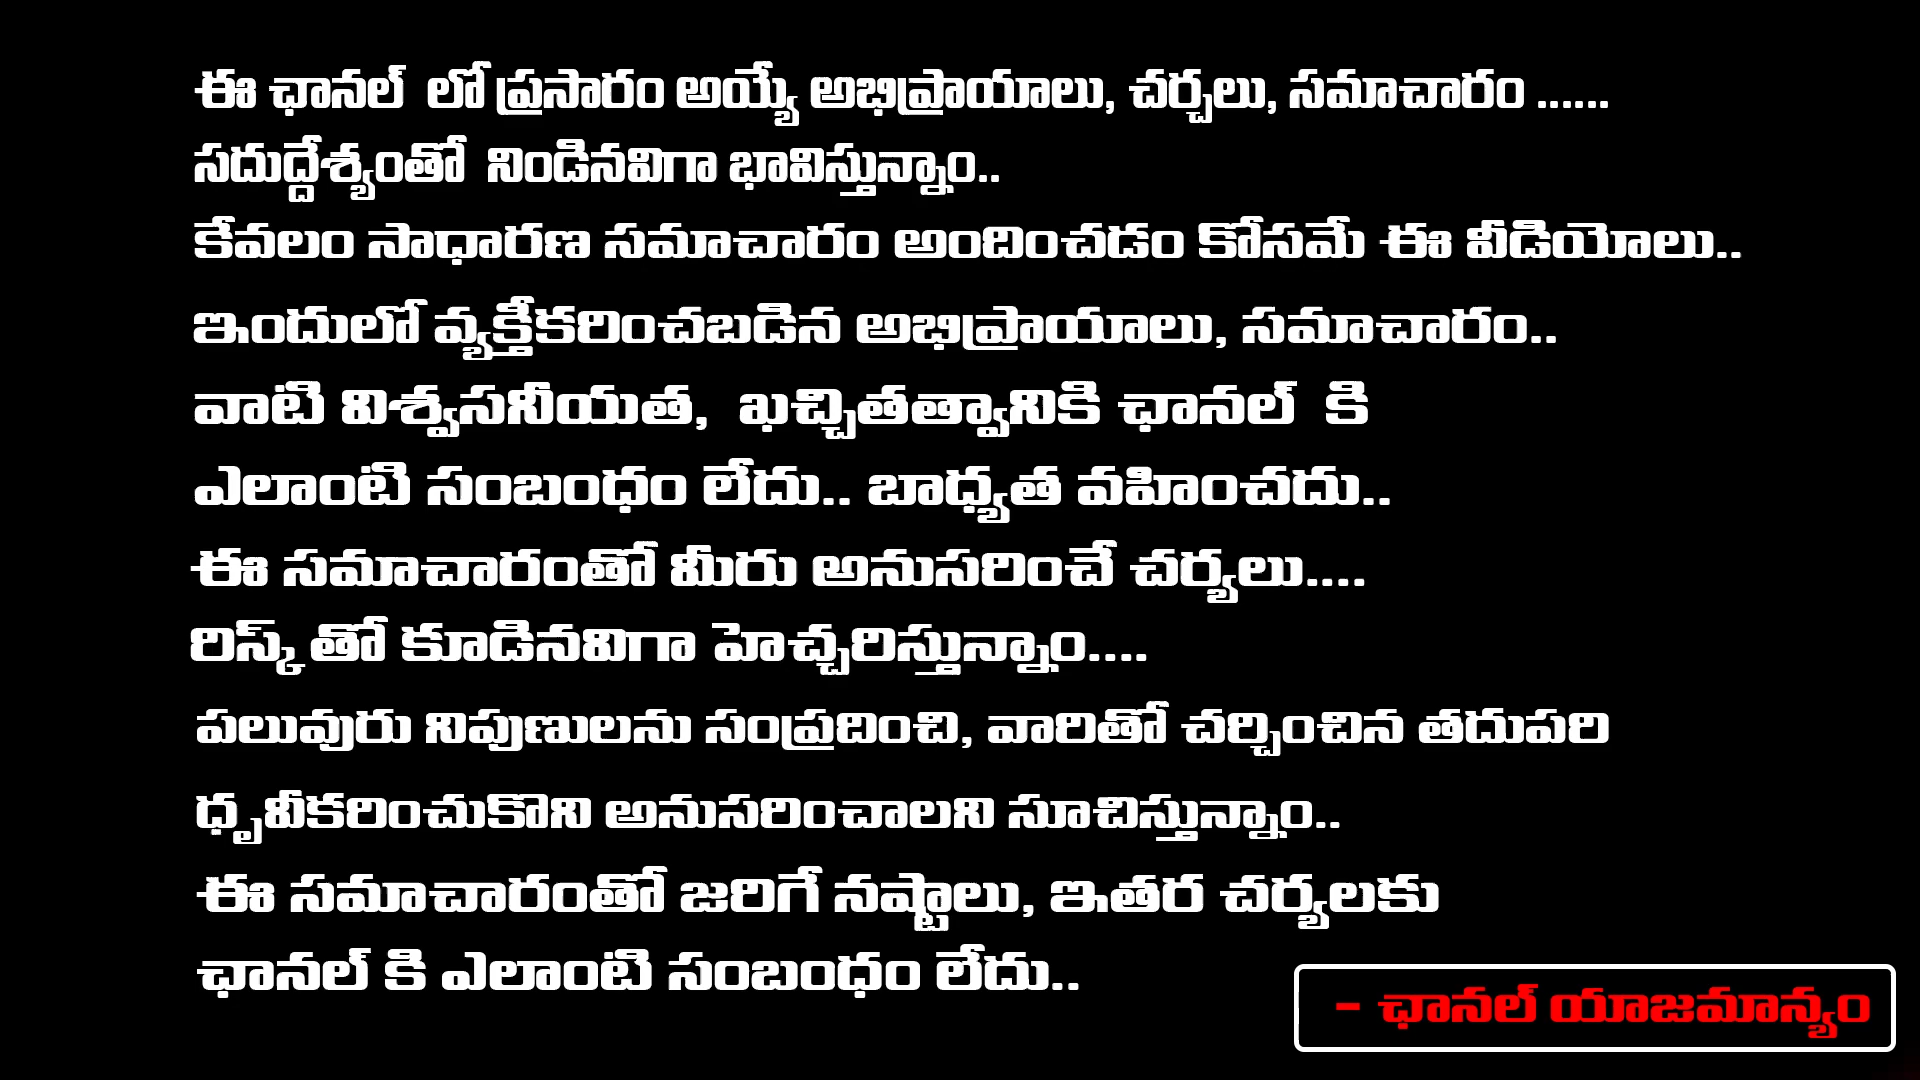 ఈ ఛానల్ లో ప్రసారం అయ్యే అభిప్రాయాలు, చర్చలు, సమాచారం ......
సదుద్దేశ్యంతో నిండినవిగా భావిస్తున్నాం..
కేవలం సాధారణ సమాచారం అందించడం కోసమే ఈ వీడియోలు..
ఇందులో వ్యక్తీకరించబడిన అభిప్రాయాలు, సమాచారం..
వాటి విశ్వసనీయత, ఖచ్చితత్వానికి ఛానల్ కి
ఎలాంటి సంబంధం లేదు.. బాధ్యత వహించదు..
ఈ సమాచారంతో మీరు అనుసరించే చర్యలు....
రిస్క్ తో కూడినవిగా హెచ్చరిస్తున్నాం....
పలువురు నిపుణులను సంప్రదించి, వారితో చర్చించిన తదుపరి
ధృవీకరించుకొని అనుసరించాలని సూచిస్తున్నాం..
ఈ సమాచారంతో జరిగే నష్టాలు, ఇతర చర్యలకు
ఛానల్ కి ఎలాంటి సంబంధం లేదు..
- ఛానల్ యాజమాన్యం